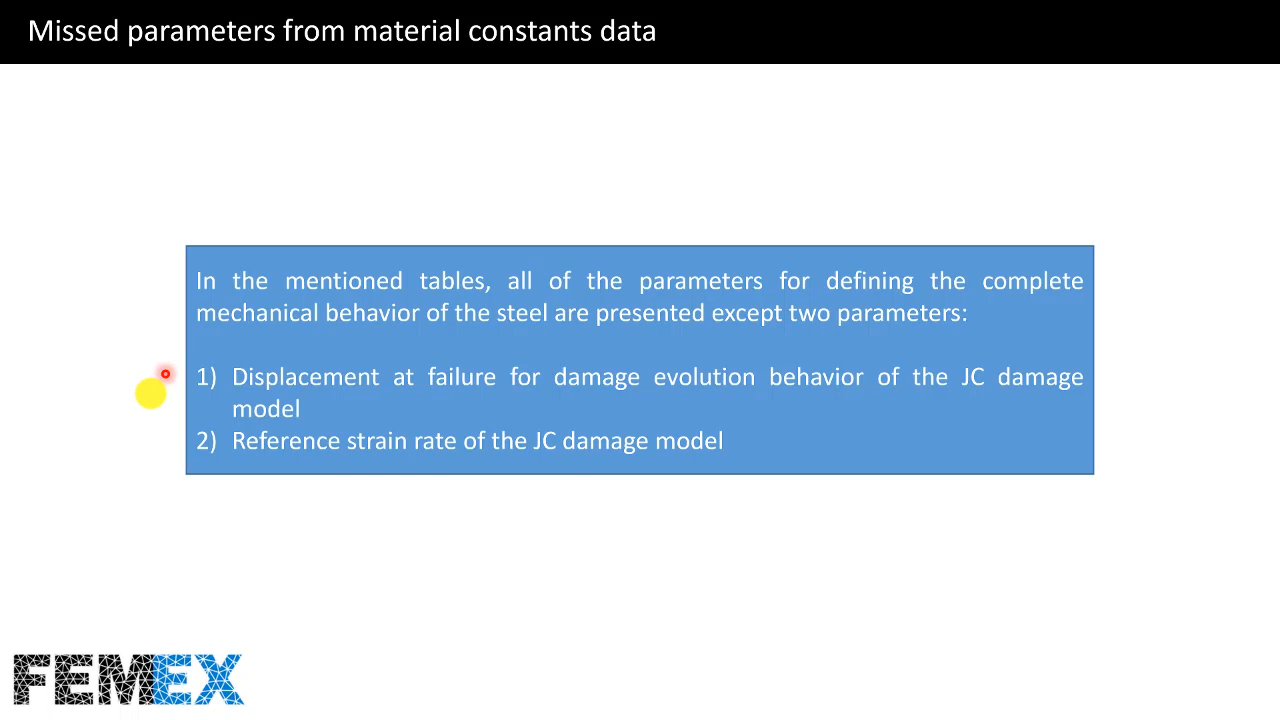 Missed parameters from material constants data
In the mentioned tables, all of the parameters for defining the complete
mechanical behavior of the steel are presented except two parameters:
1) Displacement at failure for damage evolution behavior of the JC damage
model
2) Reference strain rate of the JC damage model
FEMEX